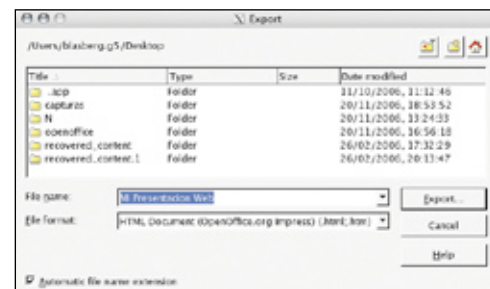 X Export
/Users/blasberg.g5/Desktop
Title Type Size Date modified
.app Folder 11/10/2006, 11:12:46
captures Folder 20/11/2006, 18:53:52
N Folder 20/11/2006, 13:24:33
openoffice Folder 20/11/2006, 16:56:18
recovered_content Folder 26/02/2006, 17:32:29
recovered_content.1 Folder 26/02/2006, 20:13:47
File name: Mi Presentacion Web Export...
File format: HTML Document (OpenOffice.org Impress) (.html;.htm) Cancel
Help
Automatic file name extension